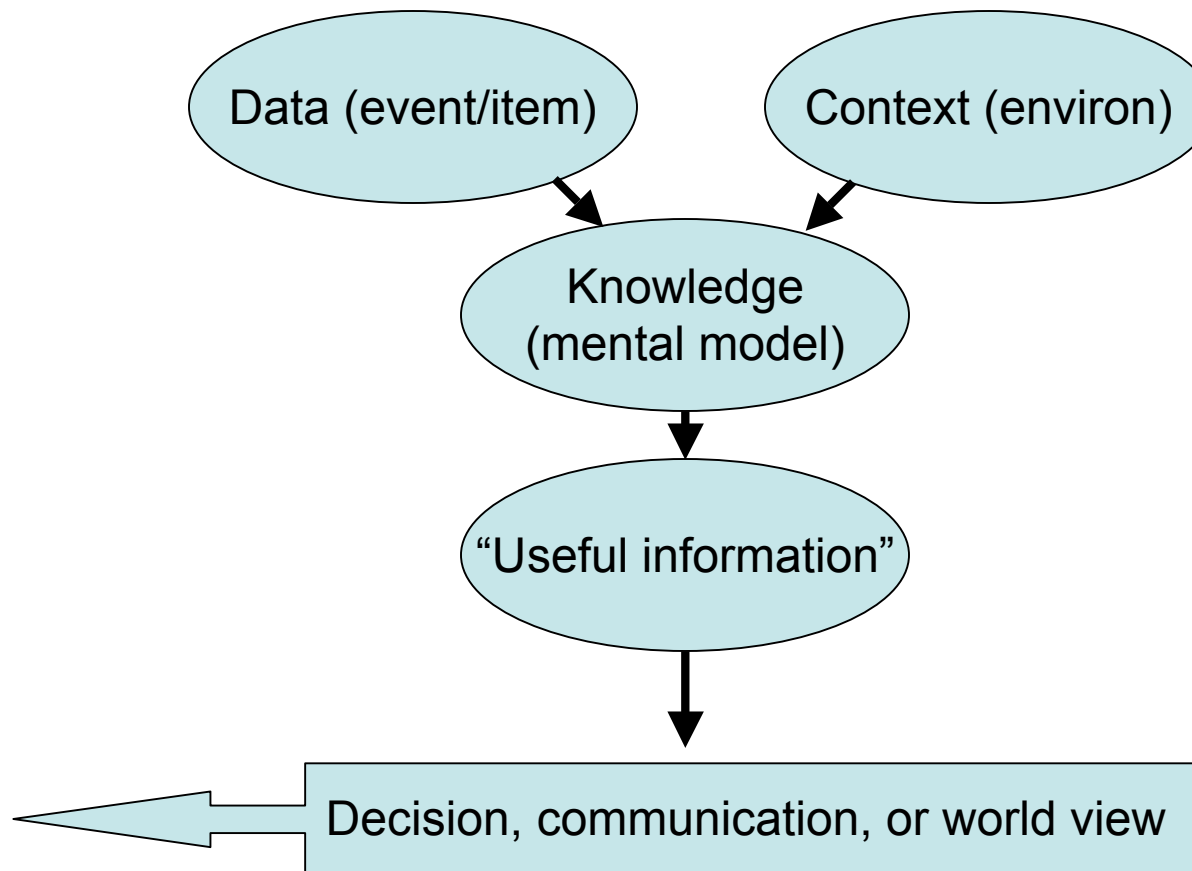 Data (event/item)
Context (environ)
Knowledge
(mental model)
“Useful information”
Decision, communication, or world view